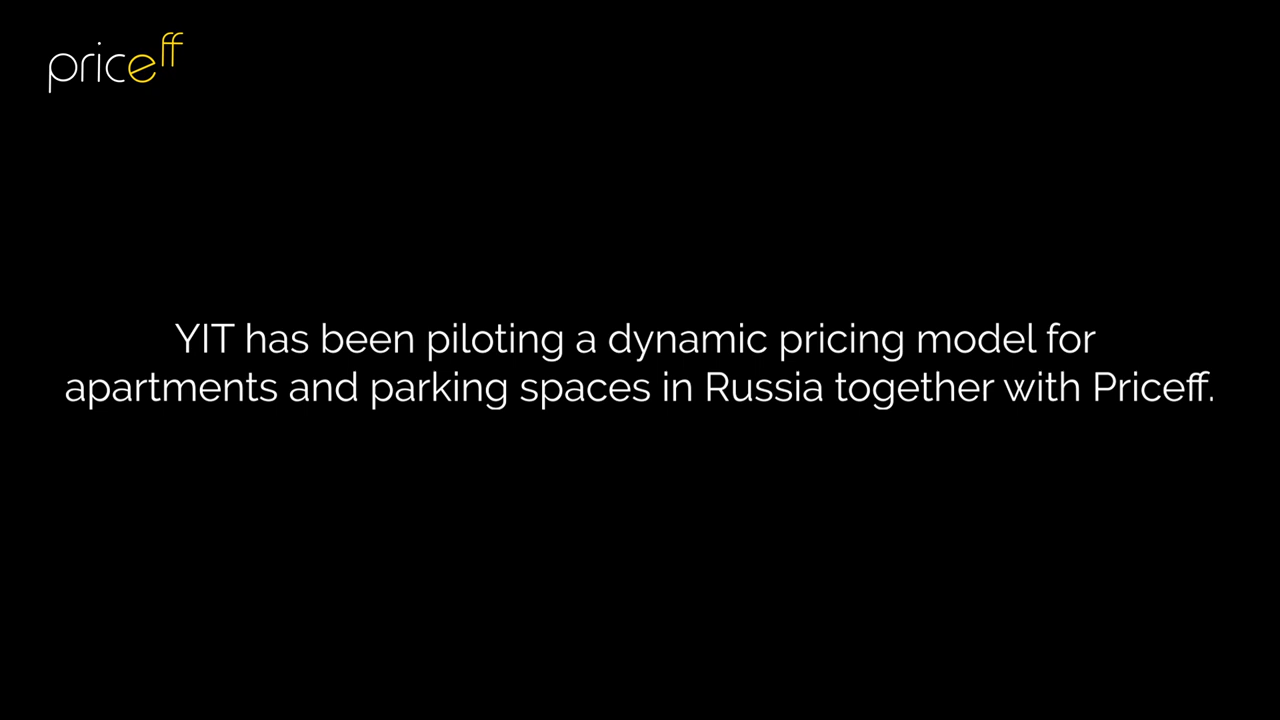 priceff
YIT has been piloting a dynamic pricing model for
apartments and parking spaces in Russia together with Priceff.